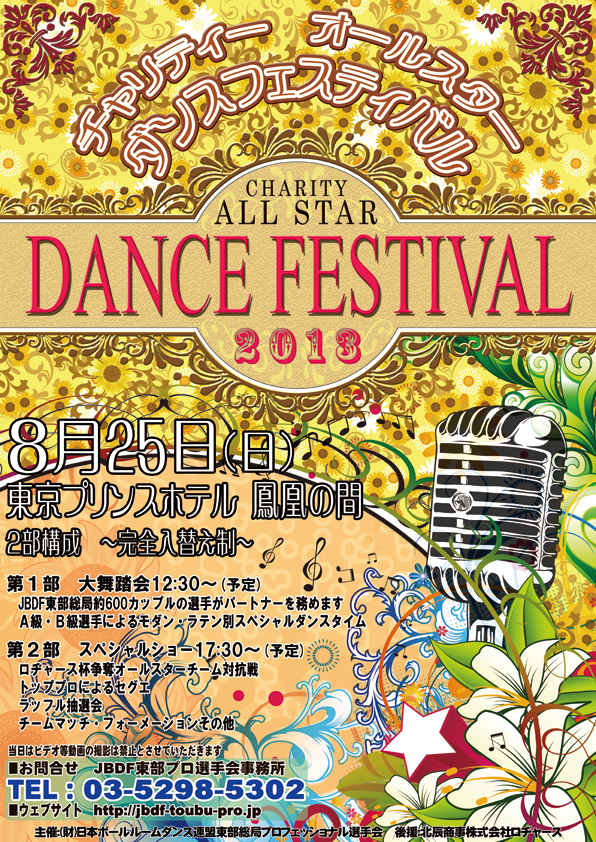 チャリティー オールスター
ダンスフェスティバル
CHARITY
ALL STAR
DANCE FESTIVAL
2013
8月25日(日)
東京プリンスホテル 鳳凰の間
2部構成 ～完全入替え制～
第1部 大舞踏会12:30～(予定)
JBDF東部総局約600カップルの選手がパートナーを務めます
A級・B級選手によるモダン・ラテン別スペシャルダンスタイム
第2部 スペシャルショー17:30～(予定)
ロヂャース杯争奪オールスターチーム対抗戦
トッププロによるセグエ
ラッフル抽選会
チームマッチ・フォーメーションその他
当日はビデオ等動画の撮影は禁止とさせていただきます
■お問合せ JBDF東部プロ選手会事務所
TEL：03-5298-5302
■ウェブサイト http://jbdf-toubu-pro.jp
主催:(財)日本ボールルームダンス連盟東部総局プロフェッショナル選手会 後援:北辰商事株式会社ロヂャース